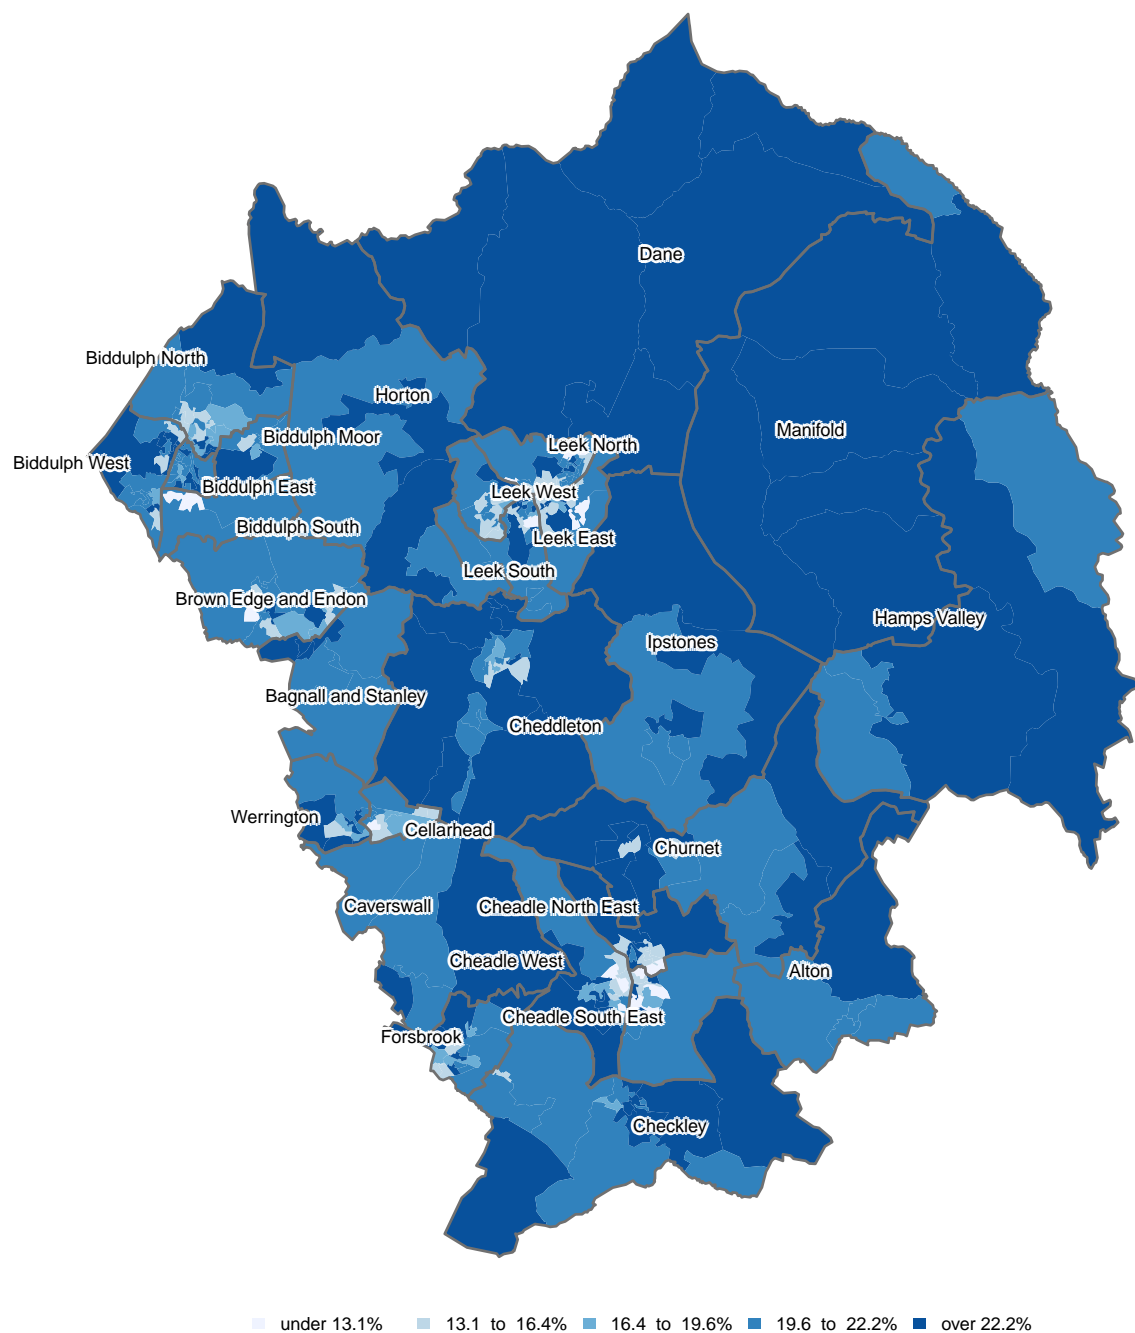 Dane
Biddulph North
Horton
Manifold
Biddulph Moor
Leek North
Biddulph West
Biddulph East
Leek West
Biddulph South
Leek East
Leek South
Brown Edge and Endon
Hamps Valley
Ipstones
Bagnall and Stanley
Cheddleton
Werrington
Cellarhead
Churnet
Caverswall
Cheadle North East
Cheadle West
Alton
Cheadle South East
Forsbrook
Checkley
under 13.1% 13.1 to 16.4% 16.4 to 19.6% 19.6 to 22.2% over 22.2%